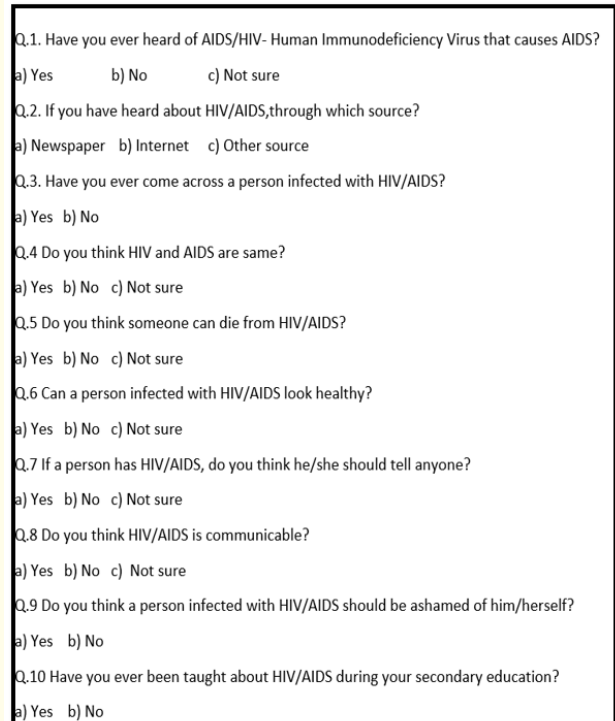 Q.1. Have you ever heard of AIDS/HIV- Human Immunodeficiency Virus that causes AIDS?
a) Yes b) No c) Not sure
Q.2. If you have heard about HIV/AIDS,through which source?
a) Newspaper b) Internet c) Other source
Q.3. Have you ever come across a person infected with HIV/AIDS?
a) Yes b) No
Q.4 Do you think HIV and AIDS are same?
a) Yes b) No c) Not sure
Q.5 Do you think someone can die from HIV/AIDS?
a) Yes b) No c) Not sure
Q.6 Can a person infected with HIV/AIDS look healthy?
a) Yes b) No c) Not sure
Q.7 If a person has HIV/AIDS, do you think he/she should tell anyone?
a) Yes b) No c) Not sure
Q.8 Do you think HIV/AIDS is communicable?
a) Yes b) No c) Not sure
Q.9 Do you think a person infected with HIV/AIDS should be ashamed of him/herself?
a) Yes b) No
Q.10 Have you ever been taught about HIV/AIDS during your secondary education?
a) Yes b) No